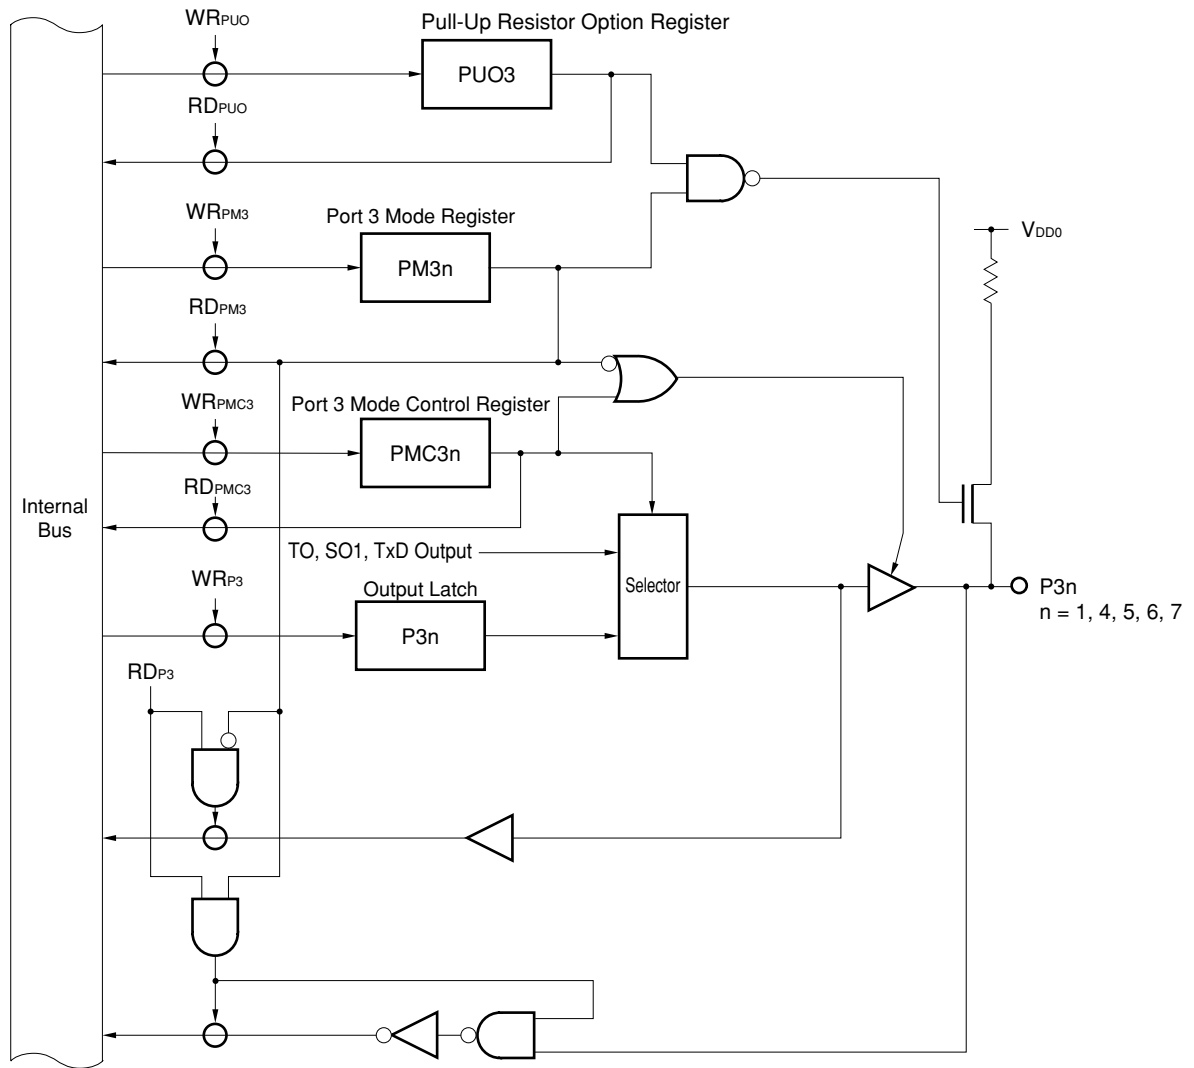 WRPUO
Pull-Up Resistor Option Register
PUO3
RDPUO
WRPM3
Port 3 Mode Register
PM3n
VDD0
RDPM3
WRPMC3
Port 3 Mode Control Register
PMC3n
RDPMC3
Internal
Bus
TO, SO1, TxD Output
WRP3
Output Latch
P3n
Selector
P3n
n = 1, 4, 5, 6, 7
RDP3